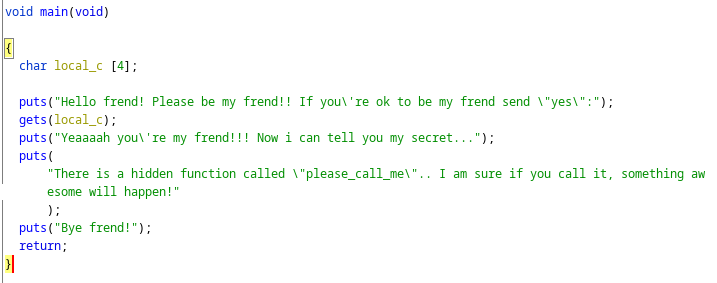 void main(void)
{
char local_c [4];
puts("Hello frend! Please be my frend!! If you\'re ok to be my frend send \"yes\":");
gets(local_c);
puts("Yeaaaah you\'re my frend!!! Now i can tell you my secret...");
puts(
"There is a hidden function called \"please_call_me\".. I am sure if you call it, something aw
esome will happen!"
);
puts("Bye frend!");
return;
}